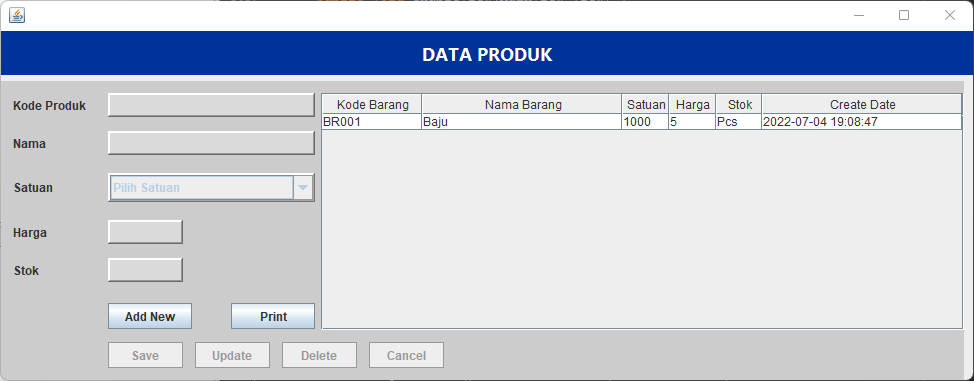 DATA PRODUK
Kode Produk
Nama
Satuan
Pilih Satuan
Harga
Stok
Add New
Print
Save
Update
Delete
Cancel
Kode Barang Nama Barang Satuan Harga Stok Create Date
BR001 Baju 1000 5 Pcs 2022-07-04 19:08:47